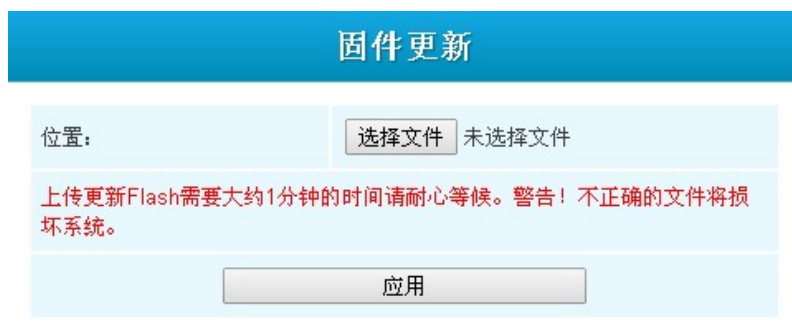 固件更新
位置：
选择文件 未选择文件
上传更新Flash需要大约1分钟的时间请耐心等候。警告！不正确的文件将损
坏系统。
应用